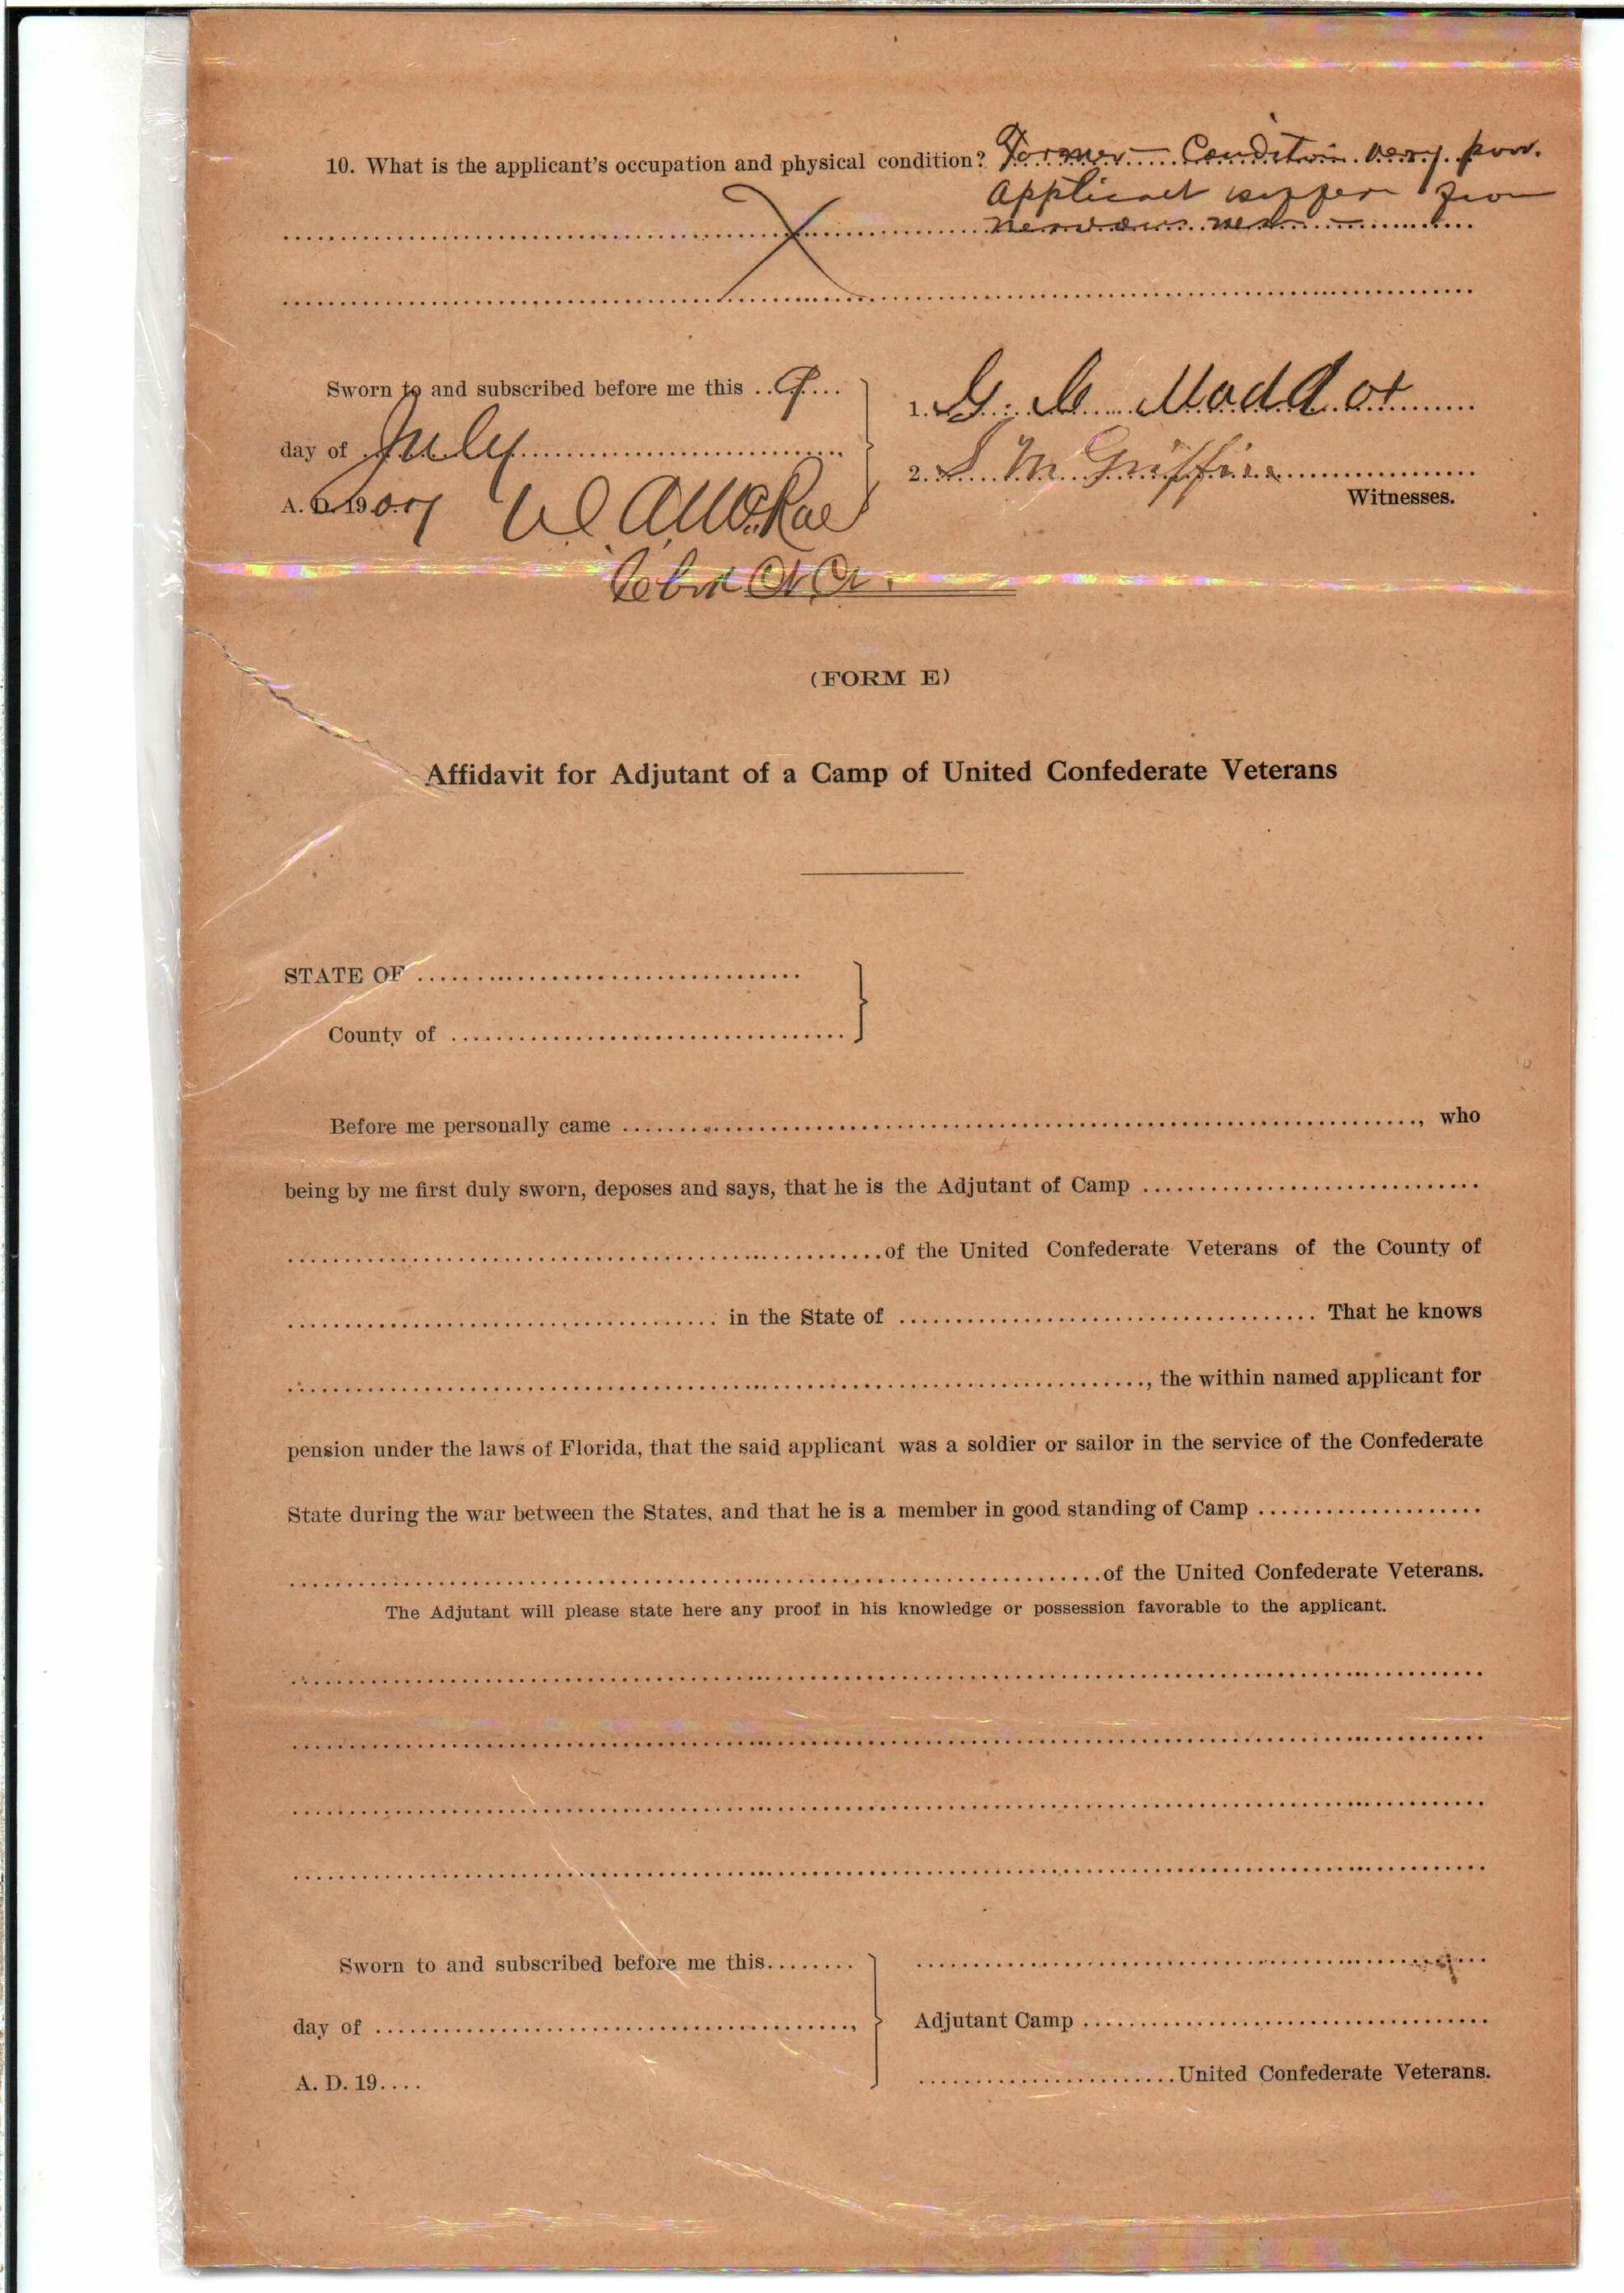 10. What is the applicant's occupation and physical condition? Farmer — Condition very poor.
Applicant suffers from
nervousness —
Sworn to and subscribed before me this 9
day of July
A. D. 1907
W A McRae
1. G. C. Maddox
2. S. M. Griffin
Witnesses.
(FORM E)
Affidavit for Adjutant of a Camp of United Confederate Veterans
STATE OF
County of
Before me personally came , who
being by me first duly sworn, deposes and says, that he is the Adjutant of Camp
of the United Confederate Veterans of the County of
in the State of That he knows
, the within named applicant for
pension under the laws of Florida, that the said applicant was a soldier or sailor in the service of the Confederate
State during the war between the States, and that he is a member in good standing of Camp
of the United Confederate Veterans.
The Adjutant will please state here any proof in his knowledge or possession favorable to the applicant.
Sworn to and subscribed before me this
day of ,
A. D. 19
Adjutant Camp
United Confederate Veterans.